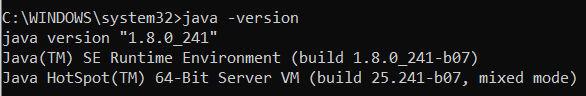 C:\WINDOWS\system32>java -version
java version "1.8.0_241"
Java(TM) SE Runtime Environment (build 1.8.0_241-b07)
Java HotSpot(TM) 64-Bit Server VM (build 25.241-b07, mixed mode)